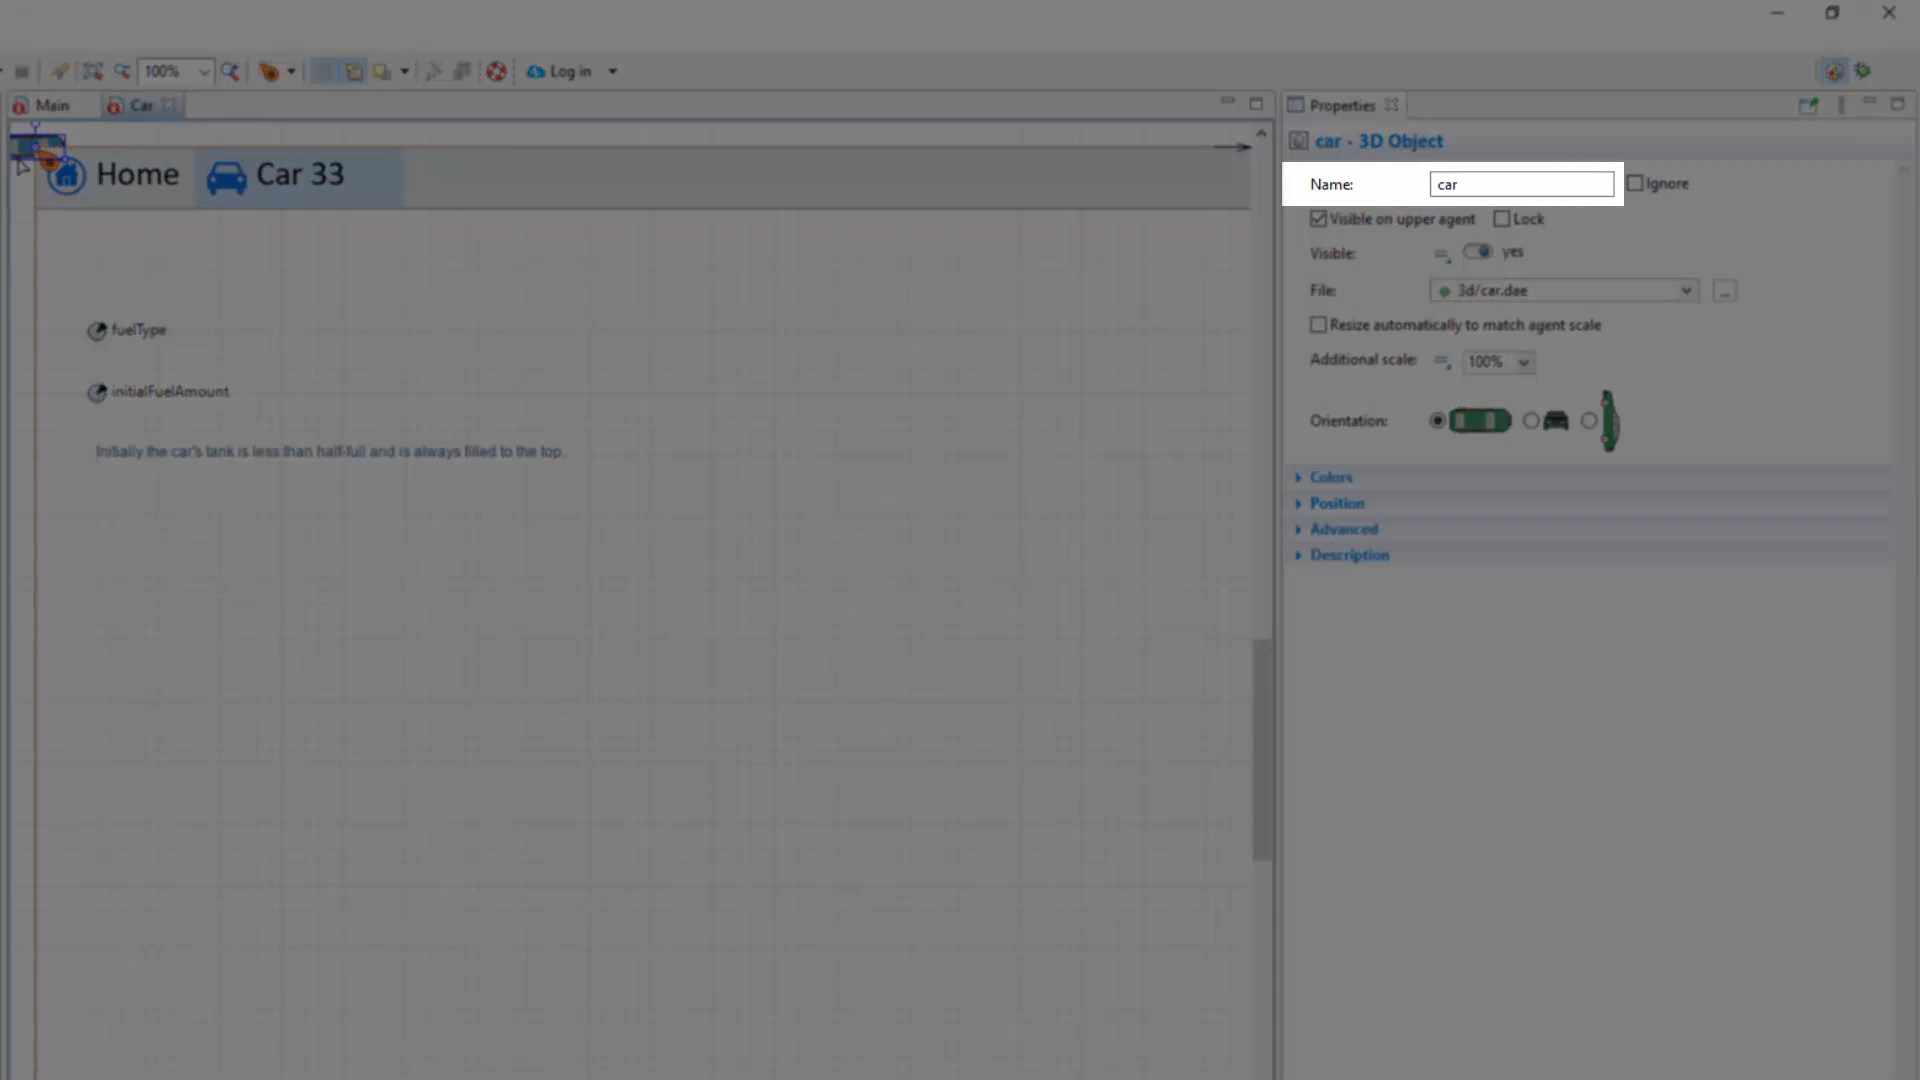 100%
Log in
Main
Car
Properties
car - 3D Object
Home
Car 33
Name:
car
Ignore
Visible on upper agent
Lock
Visible:
yes
File:
3d/car.dae
...
fuelType
Resize automatically to match agent scale
Additional scale:
100%
initialFuelAmount
Orientation:
Initially the car's tank is less than half-full and is always filled to the top.
Colors
Position
Advanced
Description